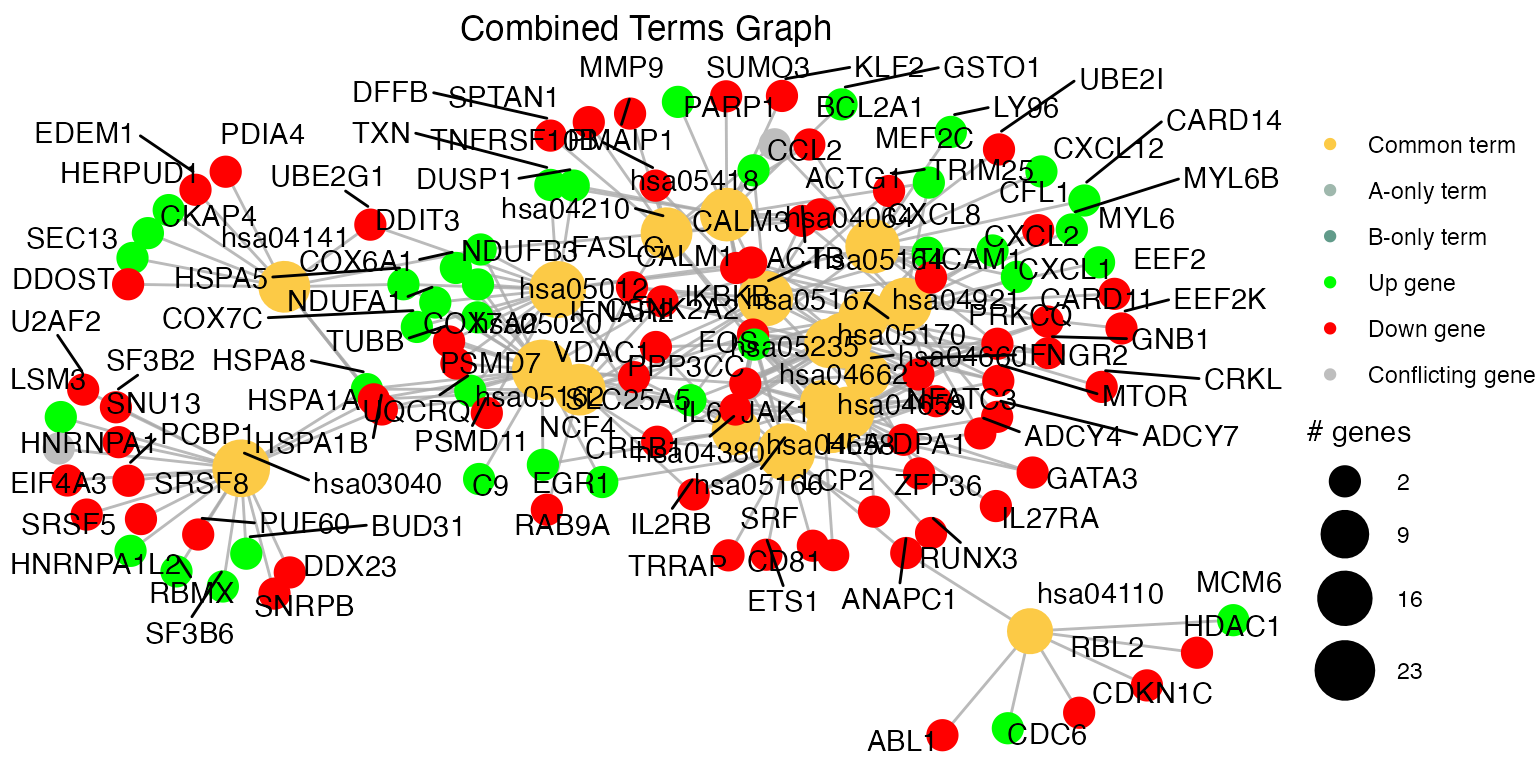 Combined Terms Graph
MMP9
SUMO3
KLF2
GSTO1
UBE2I
DFFB
SPTAN1
PARP1
BCL2A1
LY96
CARD14
EDEM1
PDIA4
TXN
TNFRSF10B
PMAIP1
CCL2
MEF2C
CXCL12
HERPUD1
UBE2G1
DUSP1
hsa05418
ACTG1
TRIM25
CFL1
MYL6B
CKAP4
DDIT3
hsa04210
CALM3
hsa04064
CXCL8
MYL6
SEC13
hsa04141
NDUFB3
FASLG
CXCL2
DDOST
HSPA5
COX6A1
CALM1
ACTB
hsa05164
ICAM1
CXCL1
EEF2
COX7C
NDUFA1
hsa05012
IKBKB
hsa05167
hsa04921
CARD11
EEF2K
U2AF2
TUBB
COX7A2
hsa05020
IFNAR2
CSNK2A2
hsa05170
PRKCQ
GNB1
SF3B2
HSPA8
PSMD7
VDAC1
PPP3CC
FOS
hsa05235
hsa04660
IFNGR2
CRKL
LSM3
SNU13
HSPA1A
UQCRQ
hsa05162
SLC25A5
IL6
JAK1
hsa04662
hsa04659
NFATC3
MTOR
HNRNPA1
PCBP1
HSPA1B
PSMD11
NCF4
CREB1
hsa04380
hsa04658
HLA-DPA1
ADCY4
ADCY7
EIF4A3
SRSF8
hsa03040
C9
EGR1
hsa05166
LCP2
ZFP36
GATA3
SRSF5
PUF60
BUD31
RAB9A
IL2RB
SRF
IL27RA
HNRNPA1L2
RBMX
DDX23
TRRAP
CD81
RUNX3
SF3B6
SNRPB
ETS1
ANAPC1
hsa04110
MCM6
HDAC1
RBL2
CDKN1C
ABL1
CDC6
Common term
A-only term
B-only term
Up gene
Down gene
Conflicting gene
# genes
2
9
16
23